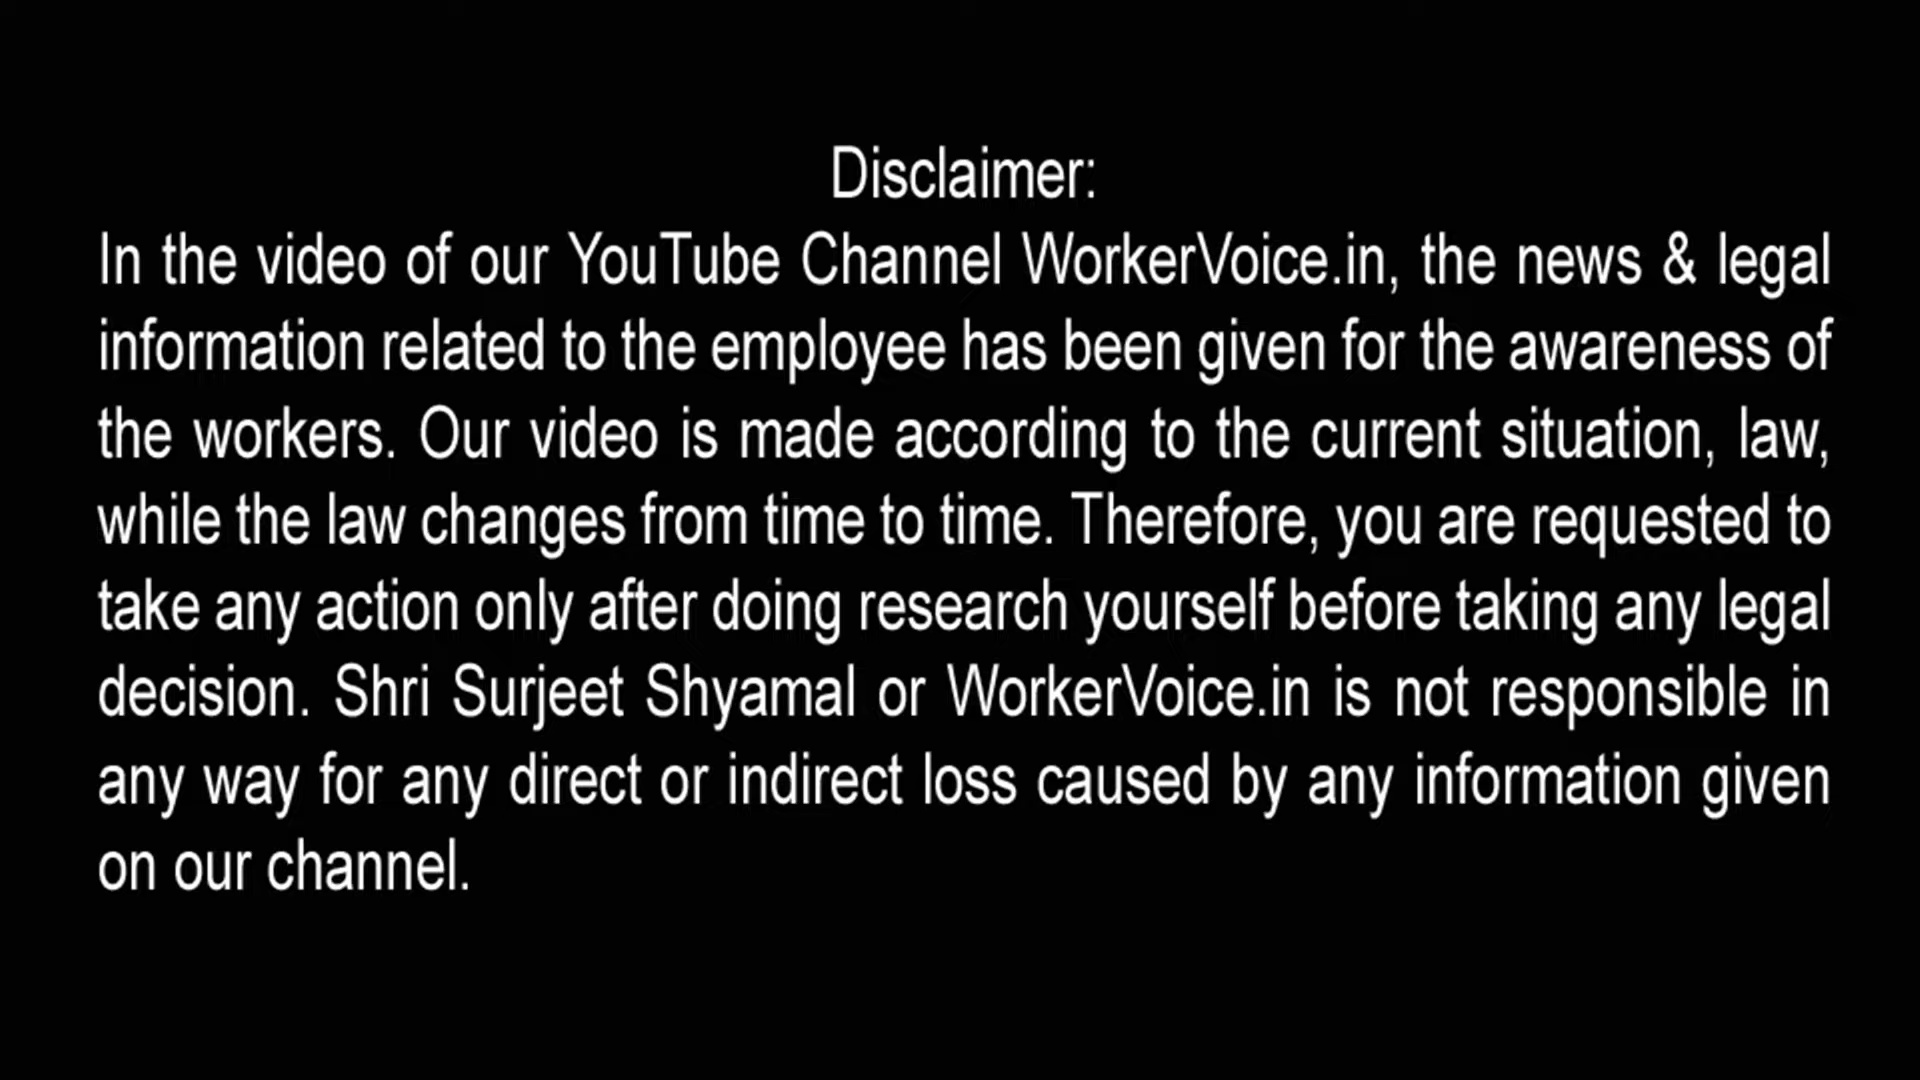 Disclaimer:
In the video of our YouTube Channel WorkerVoice.in, the news & legal
information related to the employee has been given for the awareness of
the workers. Our video is made according to the current situation, law,
while the law changes from time to time. Therefore, you are requested to
take any action only after doing research yourself before taking any legal
decision. Shri Surjeet Shyamal or WorkerVoice.in is not responsible in
any way for any direct or indirect loss caused by any information given
on our channel.